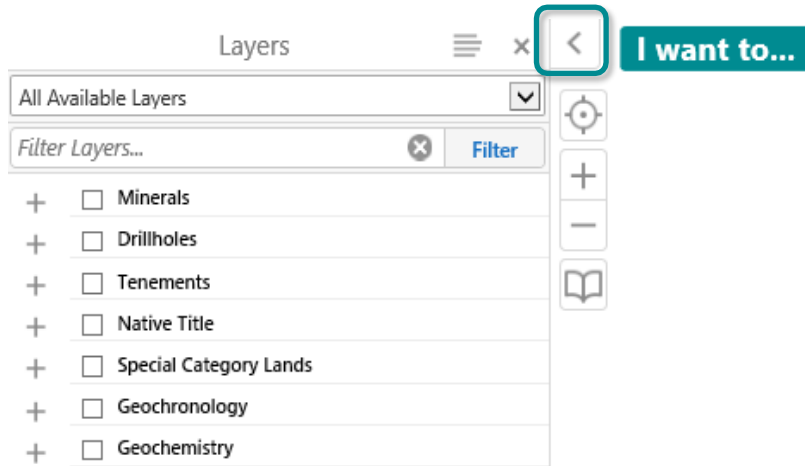 Layers
I want to...
All Available Layers
Filter Layers...
Filter
Minerals
Drillholes
Tenements
Native Title
Special Category Lands
Geochronology
Geochemistry